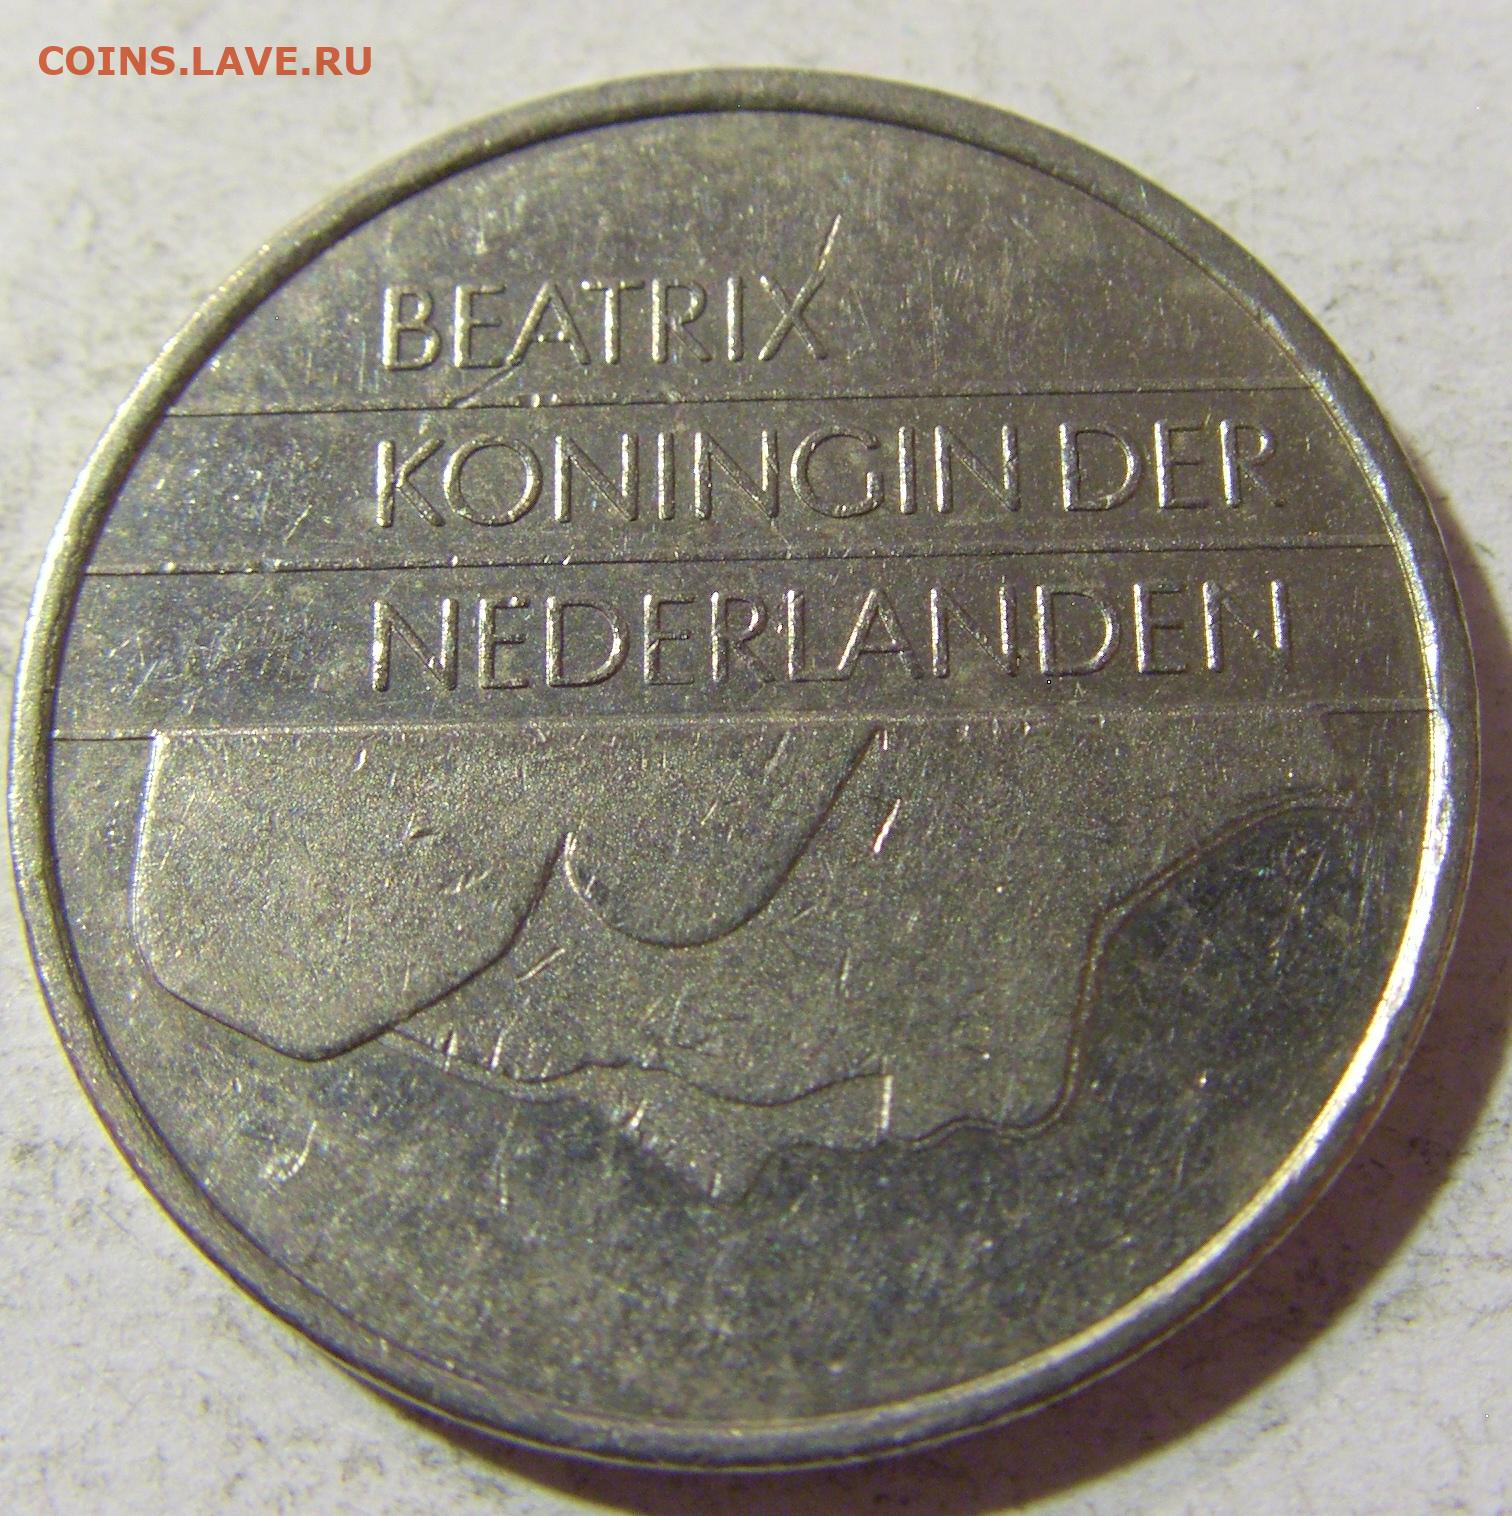 COINS.LAVE.RU
BEATRIX
KONINGIN DER
NEDERLANDEN